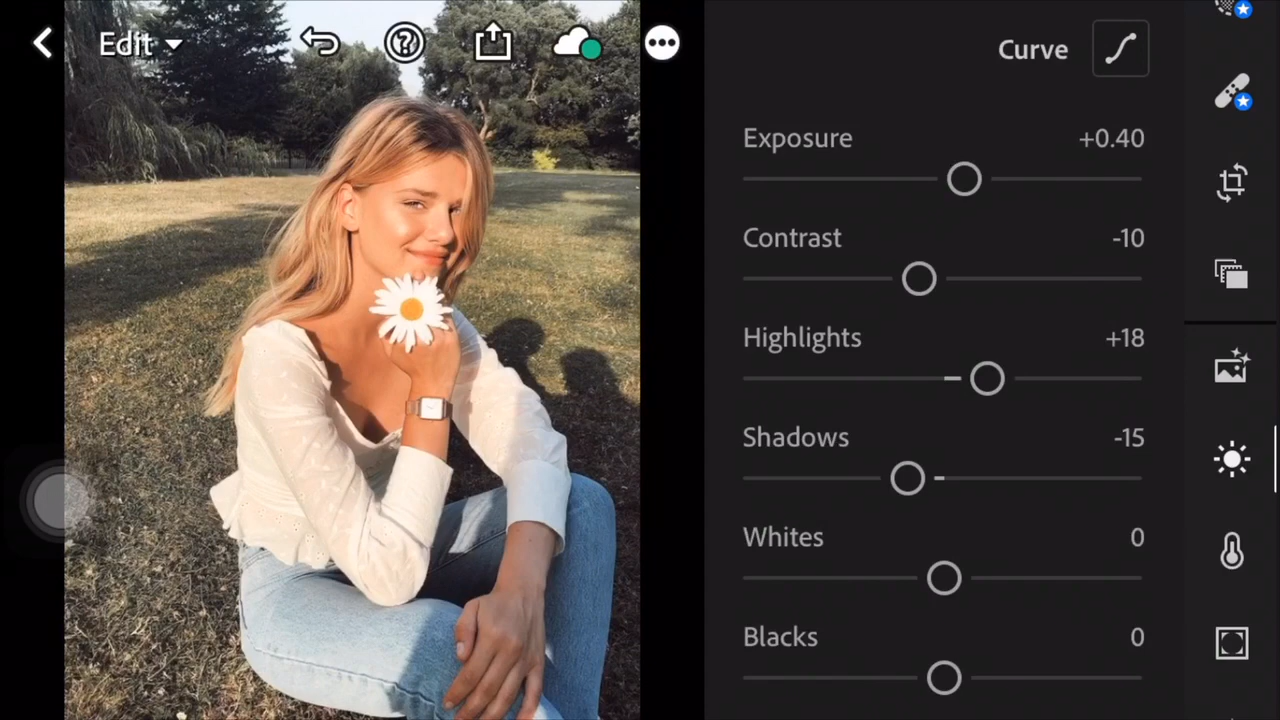 Edit
Curve
Exposure +0.40
Contrast -10
Highlights +18
Shadows -15
Whites 0
Blacks 0